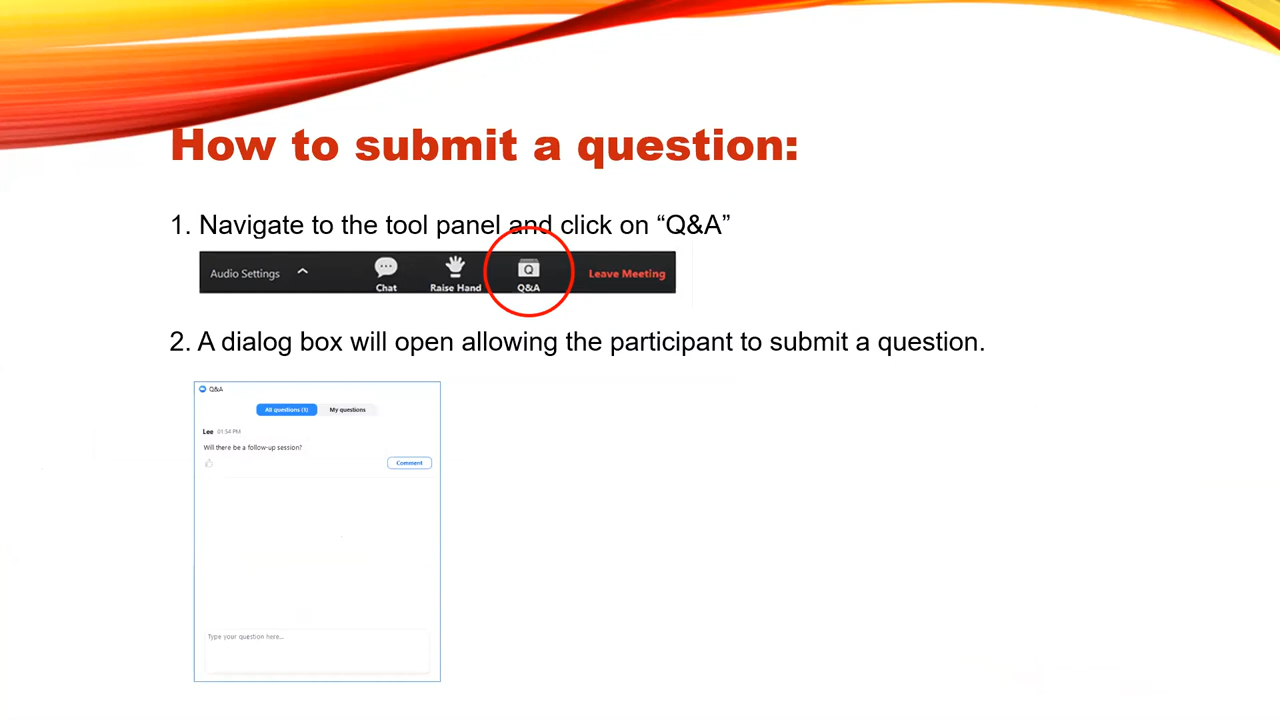 How to submit a question:
1. Navigate to the tool panel and click on “Q&A”
Audio Settings Chat Raise Hand Q&A Leave Meeting
2. A dialog box will open allowing the participant to submit a question.
Q&A
All questions (1) My questions
Lee 01:54 PM
Will there be a follow-up session?
Comment
Type your question here...